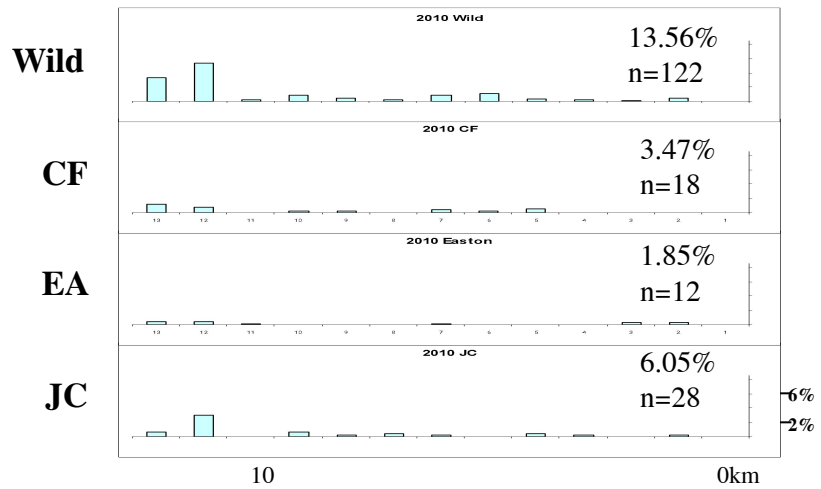 2010 Wild
Wild
13.56%
n=122
2010 CF
CF
3.47%
n=18
13 12 11 10 9 8 7 6 5 4 3 2 1
2010 Easton
EA
1.85%
n=12
13 12 11 10 9 8 7 6 5 4 3 2 1
2010 JC
JC
6.05%
n=28
6%
2%
10 0km